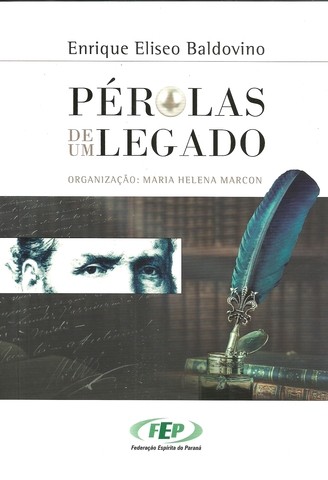 Enrique Eliseo Baldovino
PÉROLAS
DE UM LEGADO
ORGANIZAÇÃO: MARIA HELENA MARCON
FEP
Federação Espírita do Paraná